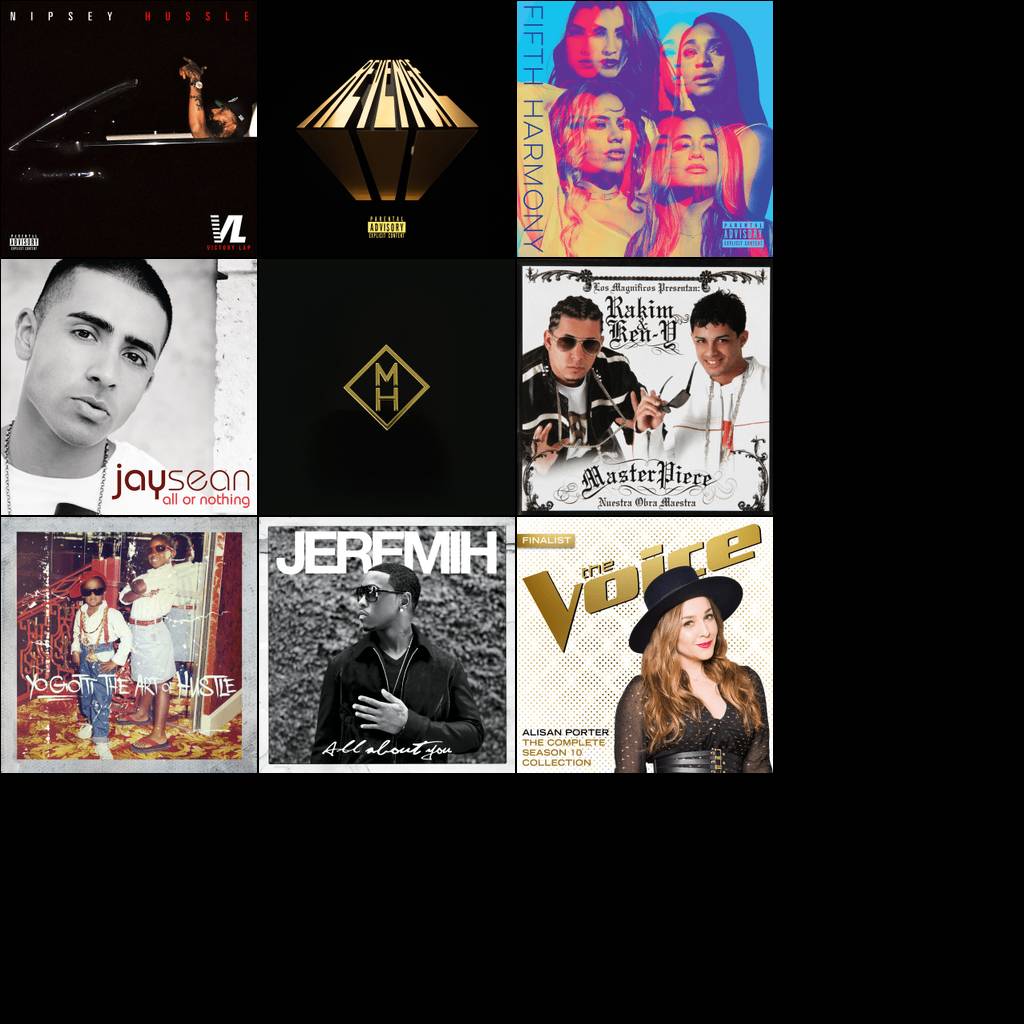 NIPSEY HUSSLE
PARENTAL
ADVISORY
EXPLICIT CONTENT
VL
VICTORY LAP
REVENGE
PARENTAL
ADVISORY
EXPLICIT CONTENT
FIFTH HARMONY
PARENTAL
ADVISORY
EXPLICIT CONTENT
jaysean
all or nothing
MH
Los Magnificos Presentan:
Rakim
&
Ken-Y
MasterPiece
Nuestra Obra Maestra
YO GOTTI THE ART OF HUSTLE
JEREMIH
All about you
FINALIST
the
Voice
ALISAN PORTER
THE COMPLETE
SEASON 10
COLLECTION